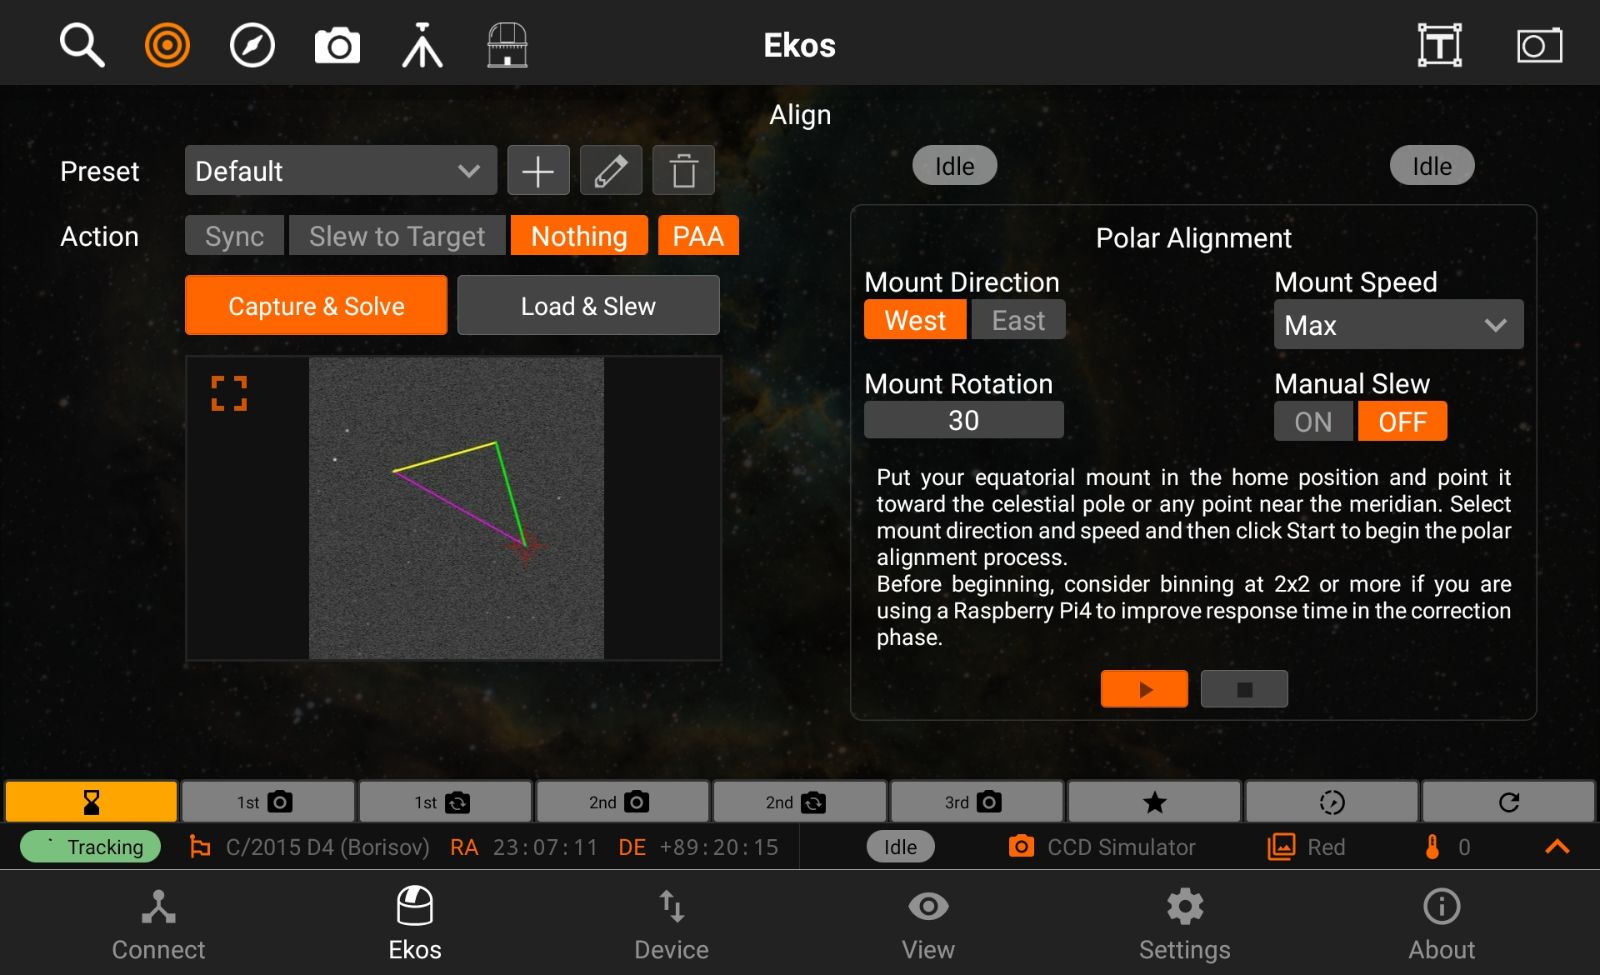 Ekos
T
Align
Preset Default
Idle Idle
Action Sync Slew to Target Nothing PAA
Capture & Solve Load & Slew
Polar Alignment
Mount Direction Mount Speed
West East Max
Mount Rotation Manual Slew
30 ON OFF
Put your equatorial mount in the home position and point it
toward the celestial pole or any point near the meridian. Select
mount direction and speed and then click Start to begin the polar
alignment process.
Before beginning, consider binning at 2x2 or more if you are
using a Raspberry Pi4 to improve response time in the correction
phase.
1st 1st 2nd 2nd 3rd
Tracking C/2015 D4 (Borisov) RA 23:07:11 DE +89:20:15 Idle CCD Simulator Red 0
Connect Ekos Device View Settings About